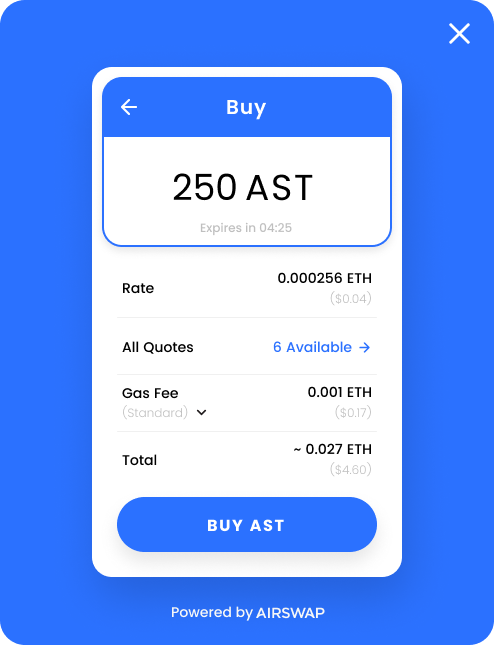 Buy
250 AST
Expires in 04:25
Rate
0.000256 ETH
($0.04)
All Quotes
6 Available →
Gas Fee
(Standard)
0.001 ETH
($0.17)
Total
~ 0.027 ETH
($4.60)
BUY AST
Powered by AIRSWAP